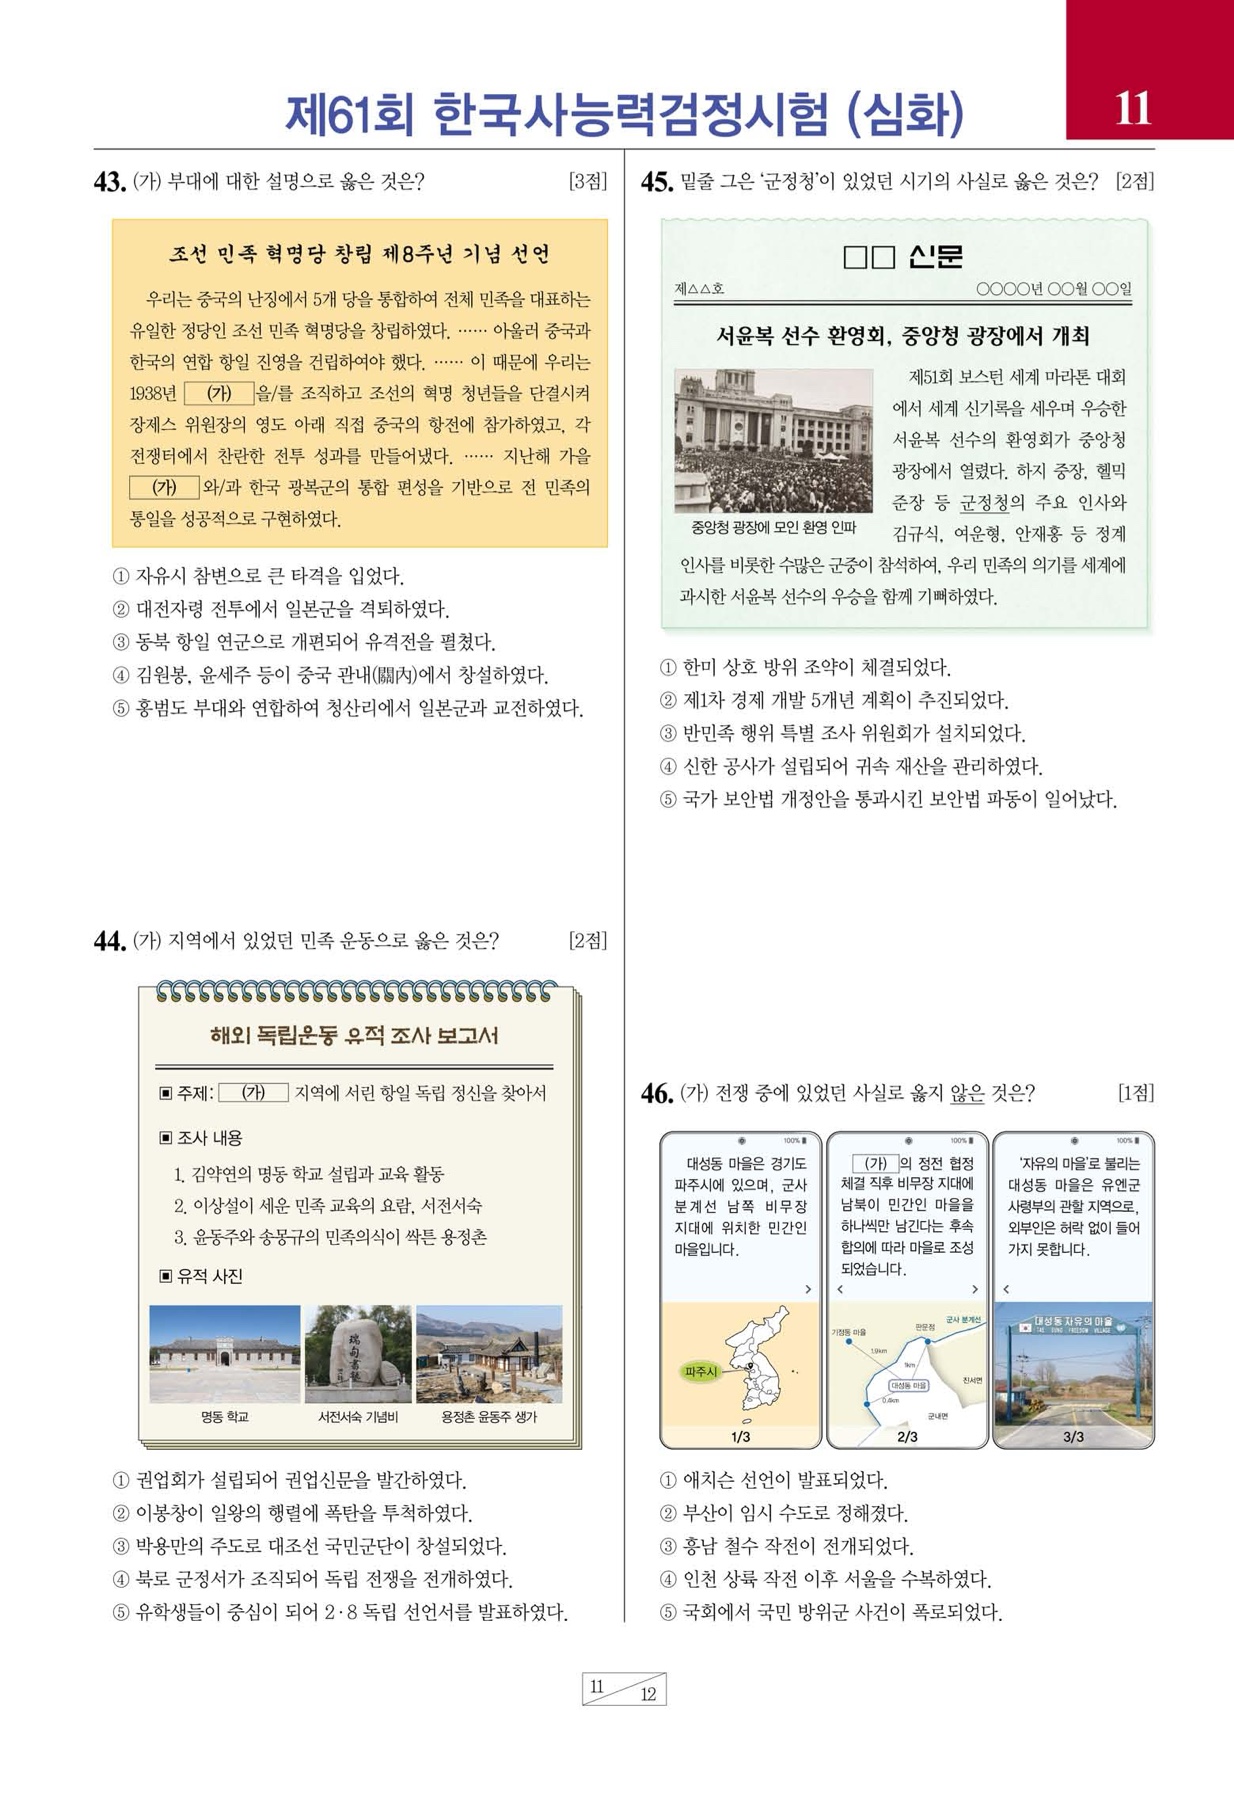 제61회 한국사능력검정시험 (심화)
11
43. (가) 부대에 대한 설명으로 옳은 것은? [3점]
조선 민족 혁명당 창립 제8주년 기념 선언
우리는 중국의 난징에서 5개 당을 통합하여 전체 민족을 대표하는
유일한 정당인 조선 민족 혁명당을 창립하였다. …… 아울러 중국과
한국의 연합 항일 진영을 건립하여야 했다. …… 이 때문에 우리는
1938년 (가) 을/를 조직하고 조선의 혁명 청년들을 단결시켜
장제스 위원장의 영도 아래 직접 중국의 항전에 참가하였고, 각
전쟁터에서 찬란한 전투 성과를 만들어냈다. …… 지난해 가을
(가) 와/과 한국 광복군의 통합 편성을 기반으로 전 민족의
통일을 성공적으로 구현하였다.
① 자유시 참변으로 큰 타격을 입었다.
② 대전자령 전투에서 일본군을 격퇴하였다.
③ 동북 항일 연군으로 개편되어 유격전을 펼쳤다.
④ 김원봉, 윤세주 등이 중국 관내(關內)에서 창설하였다.
⑤ 홍범도 부대와 연합하여 청산리에서 일본군과 교전하였다.
44. (가) 지역에서 있었던 민족 운동으로 옳은 것은? [2점]
해외 독립운동 유적 조사 보고서
▣ 주제: (가) 지역에 서린 항일 독립 정신을 찾아서
▣ 조사 내용
1. 김약연의 명동 학교 설립과 교육 활동
2. 이상설이 세운 민족 교육의 요람, 서전서숙
3. 윤동주와 송몽규의 민족의식이 싹튼 용정촌
▣ 유적 사진
瑞甸書塾
명동 학교 서전서숙 기념비 용정촌 윤동주 생가
① 권업회가 설립되어 권업신문을 발간하였다.
② 이봉창이 일왕의 행렬에 폭탄을 투척하였다.
③ 박용만의 주도로 대조선 국민군단이 창설되었다.
④ 북로 군정서가 조직되어 독립 전쟁을 전개하였다.
⑤ 유학생들이 중심이 되어 2·8 독립 선언서를 발표하였다.
45. 밑줄 그은 ‘군정청’이 있었던 시기의 사실로 옳은 것은? [2점]
□□ 신문
제△△호 ○○○○년 ○○월 ○○일
서윤복 선수 환영회, 중앙청 광장에서 개최
제51회 보스턴 세계 마라톤 대회
에서 세계 신기록을 세우며 우승한
서윤복 선수의 환영회가 중앙청
광장에서 열렸다. 하지 중장, 헬믹
준장 등 군정청의 주요 인사와
중앙청 광장에 모인 환영 인파
김규식, 여운형, 안재홍 등 정계
인사를 비롯한 수많은 군중이 참석하여, 우리 민족의 의기를 세계에
과시한 서윤복 선수의 우승을 함께 기뻐하였다.
① 한미 상호 방위 조약이 체결되었다.
② 제1차 경제 개발 5개년 계획이 추진되었다.
③ 반민족 행위 특별 조사 위원회가 설치되었다.
④ 신한 공사가 설립되어 귀속 재산을 관리하였다.
⑤ 국가 보안법 개정안을 통과시킨 보안법 파동이 일어났다.
46. (가) 전쟁 중에 있었던 사실로 옳지 않은 것은? [1점]
100%
대성동 마을은 경기도
파주시에 있으며, 군사
분계선 남쪽 비무장
지대에 위치한 민간인
마을입니다.
파주시
1/3
100%
(가) 의 정전 협정
체결 직후 비무장 지대에
남북이 민간인 마을을
하나씩만 남긴다는 후속
합의에 따라 마을로 조성
되었습니다.
군사 분계선
판문점
기정동 마을
1.9km
1km
대성동 마을
진서면
0.4km
군내면
2/3
100%
‘자유의 마을’로 불리는
대성동 마을은 유엔군
사령부의 관할 지역으로,
외부인은 허락 없이 들어
가지 못합니다.
대성동자유의마을
FREEDOM VILLAGE
3/3
① 애치슨 선언이 발표되었다.
② 부산이 임시 수도로 정해졌다.
③ 흥남 철수 작전이 전개되었다.
④ 인천 상륙 작전 이후 서울을 수복하였다.
⑤ 국회에서 국민 방위군 사건이 폭로되었다.
11
12